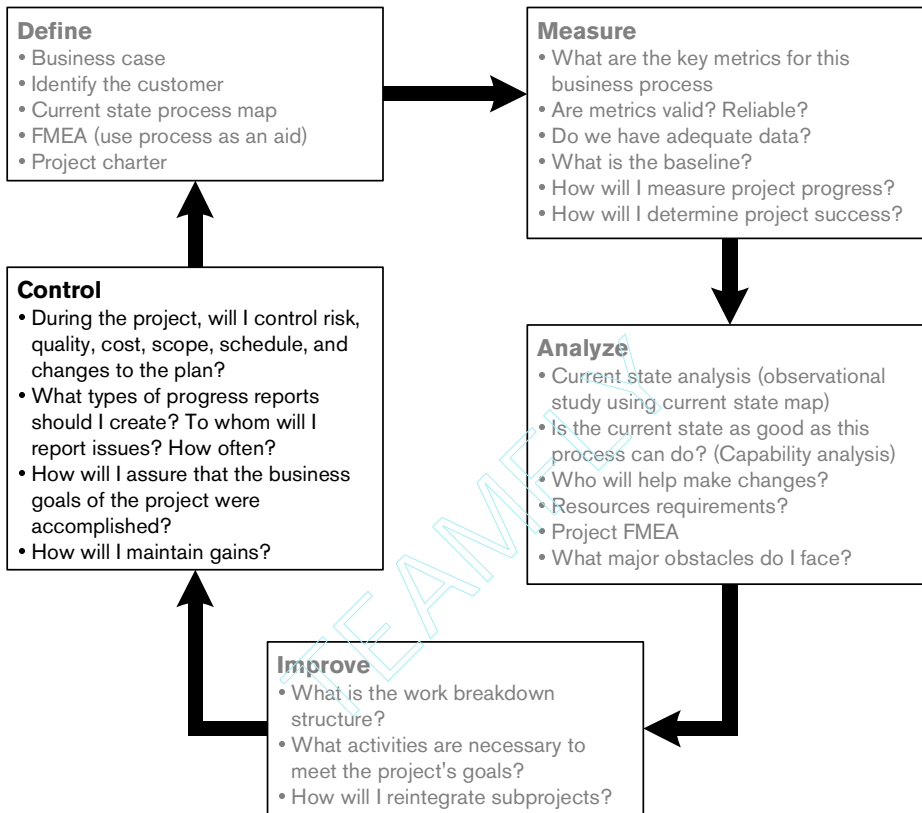 Define
• Business case
• Identify the customer
• Current state process map
• FMEA (use process as an aid)
• Project charter
Measure
• What are the key metrics for this
business process
• Are metrics valid? Reliable?
• Do we have adequate data?
• What is the baseline?
• How will I measure project progress?
• How will I determine project success?
Analyze
• Current state analysis (observational
study using current state map)
• Is the current state as good as this
process can do? (Capability analysis)
• Who will help make changes?
• Resources requirements?
• Project FMEA
• What major obstacles do I face?
Improve
• What is the work breakdown
structure?
• What activities are necessary to
meet the project's goals?
• How will I reintegrate subprojects?
Control
• During the project, will I control risk,
quality, cost, scope, schedule, and
changes to the plan?
• What types of progress reports
should I create? To whom will I
report issues? How often?
• How will I assure that the business
goals of the project were
accomplished?
• How will I maintain gains?
TEAMFLY